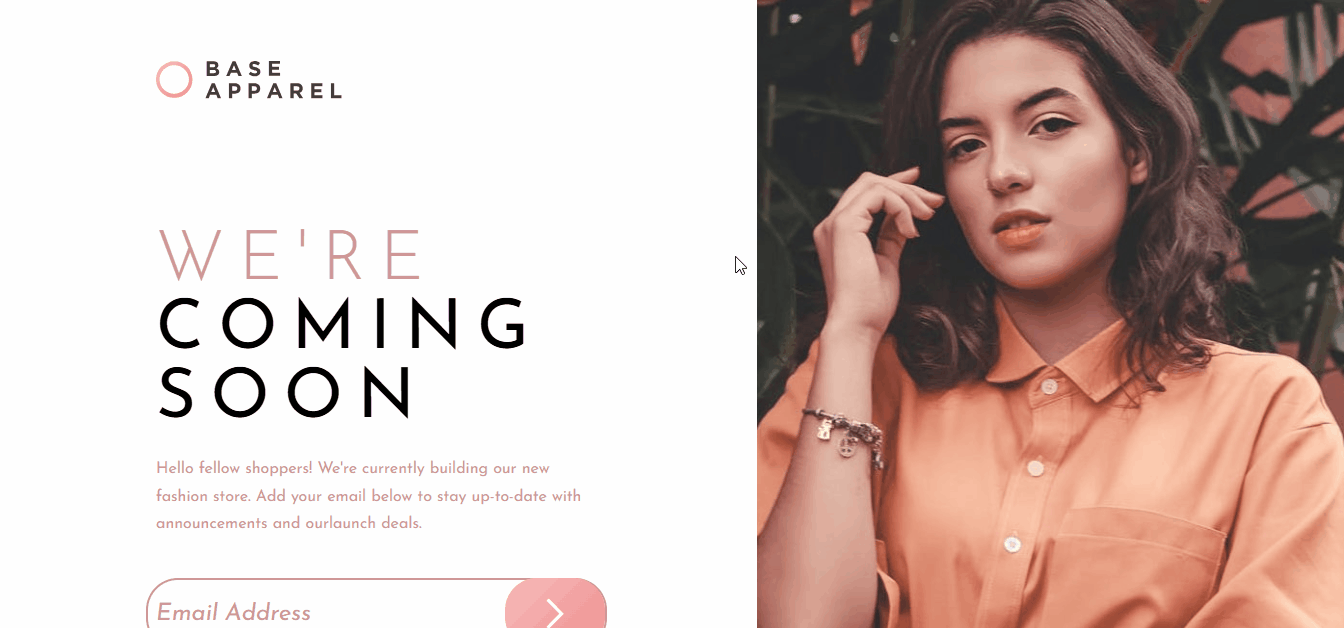 BASE
APPAREL
WE'RE
COMING
SOON
Hello fellow shoppers! We're currently building our new
fashion store. Add your email below to stay up-to-date with
announcements and ourlaunch deals.
Email Address